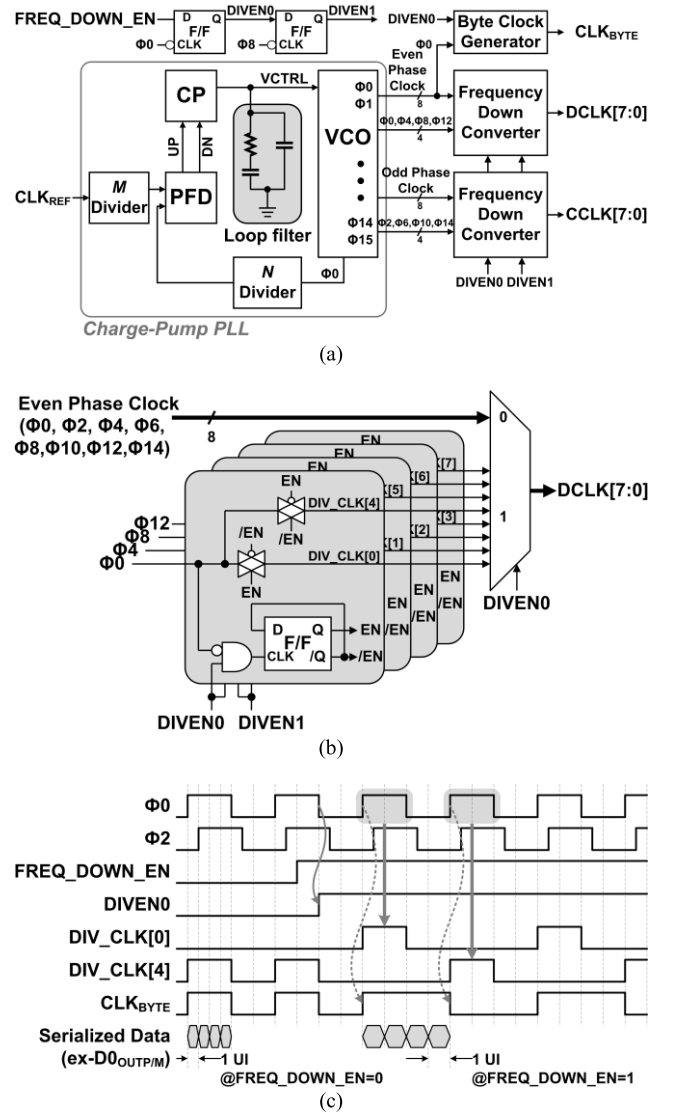 FREQ_DOWN_EN
D Q
F/F
CLK
Φ0
DIVEN0
D Q
F/F
CLK
Φ8
DIVEN1
DIVEN0
Φ0
Byte Clock
Generator
CLKBYTE
CP
VCTRL
UP
DN
Loop filter
VCO
Φ0
Φ1
Φ14
Φ15
Φ0
Even
Phase
Clock
8
Φ0,Φ4,Φ8,Φ12
4
Frequency
Down
Converter
DCLK[7:0]
CLKREF
M
Divider
PFD
N
Divider
Odd Phase
Clock
8
Φ2,Φ6,Φ10,Φ14
4
Frequency
Down
Converter
CCLK[7:0]
DIVEN0 DIVEN1
Charge-Pump PLL
(a)
Even Phase Clock
(Φ0, Φ2, Φ4, Φ6,
Φ8,Φ10,Φ12,Φ14)
8
0
1
DCLK[7:0]
DIVEN0
EN
EN
EN
K[7]
K[6]
K[5]
K[3]
K[2]
K[1]
EN
/EN
DIV_CLK[4]
/EN
EN
DIV_CLK[0]
Φ12
Φ8
Φ4
Φ0
D Q
F/F
CLK /Q
EN
/EN
EN
/EN
EN
/EN
EN
/EN
DIVEN0 DIVEN1
(b)
Φ0
Φ2
FREQ_DOWN_EN
DIVEN0
DIV_CLK[0]
DIV_CLK[4]
CLKBYTE
Serialized Data
(ex-D0OUTP/M)
1 UI
1 UI
@FREQ_DOWN_EN=0
@FREQ_DOWN_EN=1
(c)